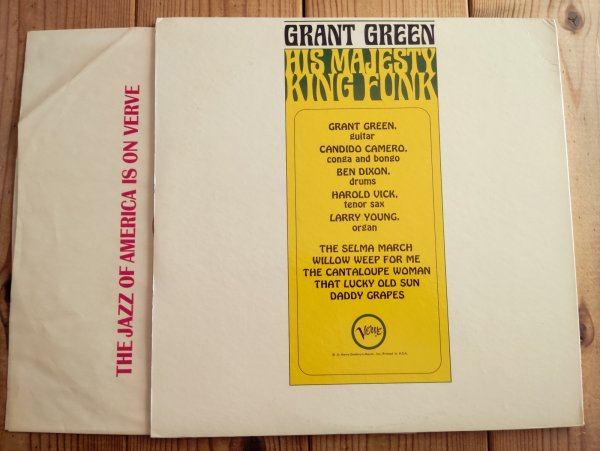 THE JAZZ OF AMERICA IS ON VERVE
GRANT GREEN
HIS MAJESTY
KING FUNK
GRANT GREEN,
guitar
CANDIDO CAMERO,
conga and bongo
BEN DIXON,
drums
HAROLD VICK,
tenor sax
LARRY YOUNG,
organ
THE SELMA MARCH
WILLOW WEEP FOR ME
THE CANTALOUPE WOMAN
THAT LUCKY OLD SUN
DADDY GRAPES
Verve
Printed in U.S.A.